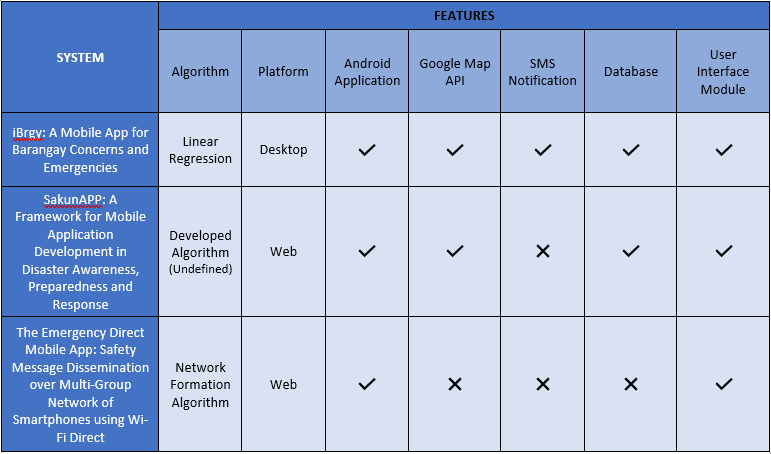 SYSTEM
FEATURES
Algorithm
Platform
Android
Application
Google Map
API
SMS
Notification
Database
User
Interface
Module
iBrgy: A Mobile App for
Barangay Concerns and
Emergencies
Linear
Regression
Desktop
SakunAPP: A
Framework for Mobile
Application
Development in
Disaster Awareness,
Preparedness and
Response
Developed
Algorithm
(Undefined)
Web
The Emergency Direct
Mobile App: Safety
Message Dissemination
over Multi-Group
Network of
Smartphones using Wi-
Fi Direct
Network
Formation
Algorithm
Web